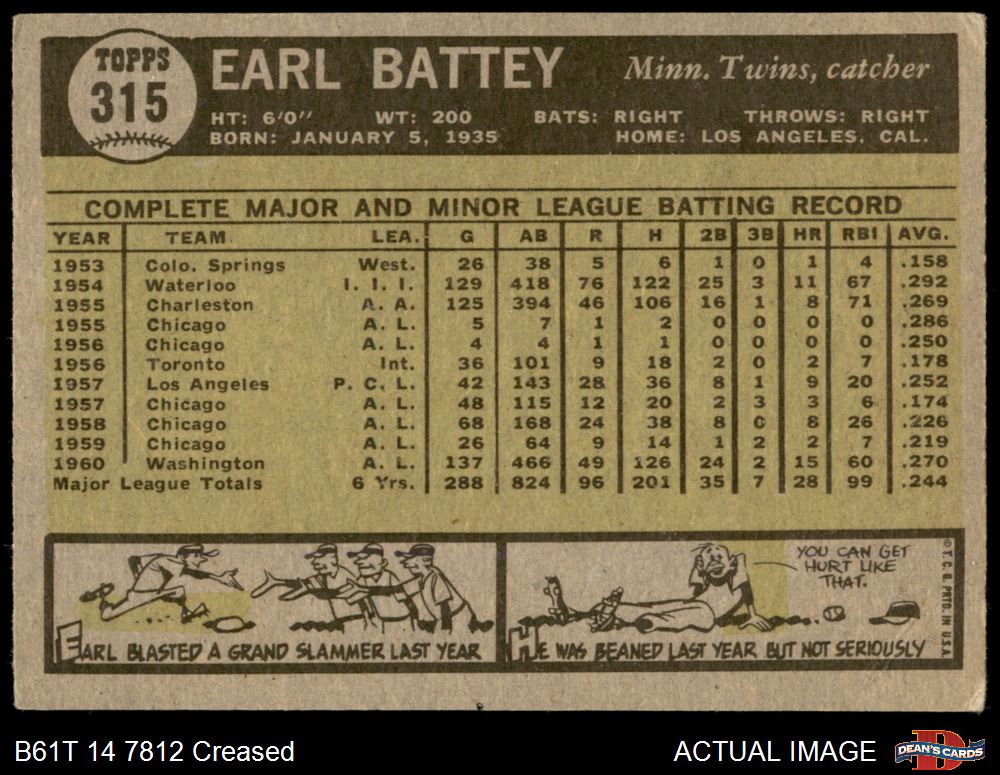 TOPPS
315
EARL BATTEY Minn. Twins, catcher
HT: 6'0" WT: 200 BATS: RIGHT THROWS: RIGHT
BORN: JANUARY 5, 1935 HOME: LOS ANGELES, CAL.
COMPLETE MAJOR AND MINOR LEAGUE BATTING RECORD
YEAR TEAM LEA. G AB R H 2B 3B HR RBI AVG.
1953 Colo. Springs West. 26 38 5 6 1 0 1 4 .158
1954 Waterloo I. I. I. 129 418 76 122 25 3 11 67 .292
1955 Charleston A. A. 125 394 46 106 16 1 8 71 .269
1955 Chicago A. L. 5 7 1 2 0 0 0 0 .286
1956 Chicago A. L. 4 4 1 1 0 0 0 0 .250
1956 Toronto Int. 36 101 9 18 2 0 2 7 .178
1957 Los Angeles P. C. L. 42 143 28 36 8 1 9 20 .252
1957 Chicago A. L. 48 115 12 20 2 3 3 6 .174
1958 Chicago A. L. 68 168 24 38 8 0 8 26 .226
1959 Chicago A. L. 26 64 9 14 1 2 2 7 .219
1960 Washington A. L. 137 466 49 126 24 2 15 60 .270
Major League Totals 6 Yrs. 288 824 96 201 35 7 28 99 .244
EARL BLASTED A GRAND SLAMMER LAST YEAR
YOU CAN GET
HURT LIKE
THAT.
HE WAS BEANED LAST YEAR BUT NOT SERIOUSLY
© T. C. G. PRTD. IN U.S.A.
B61T 14 7812 Creased ACTUAL IMAGE
DEAN'S CARDS